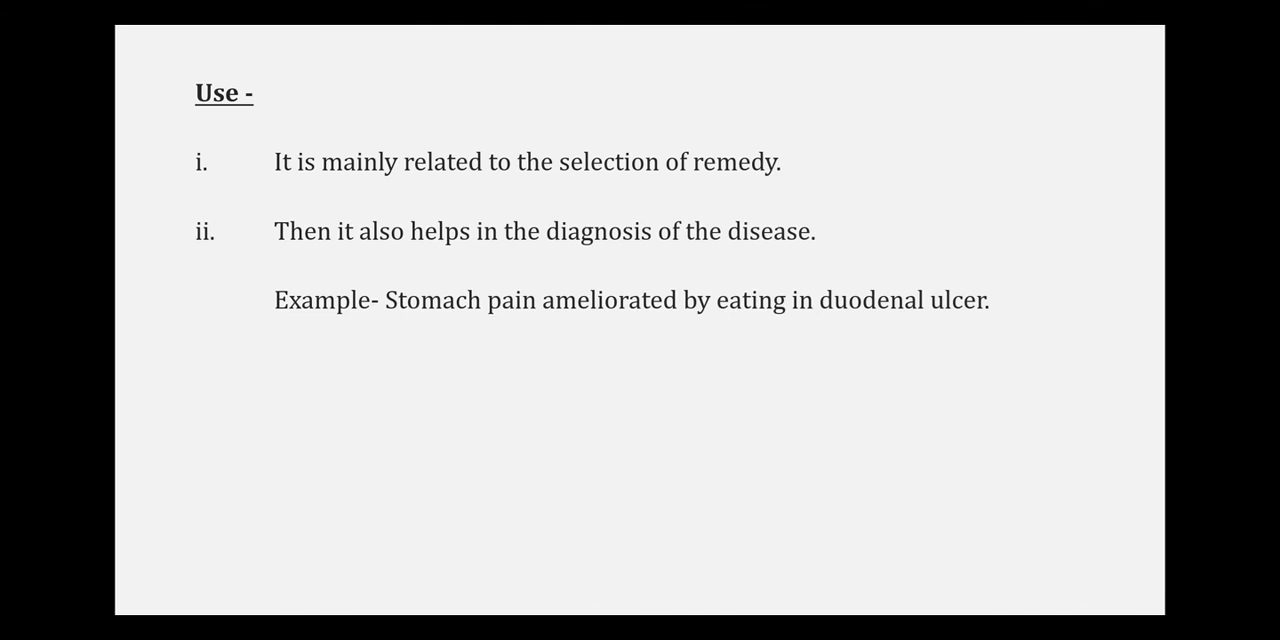 Use -
i. It is mainly related to the selection of remedy.
ii. Then it also helps in the diagnosis of the disease.
Example- Stomach pain ameliorated by eating in duodenal ulcer.